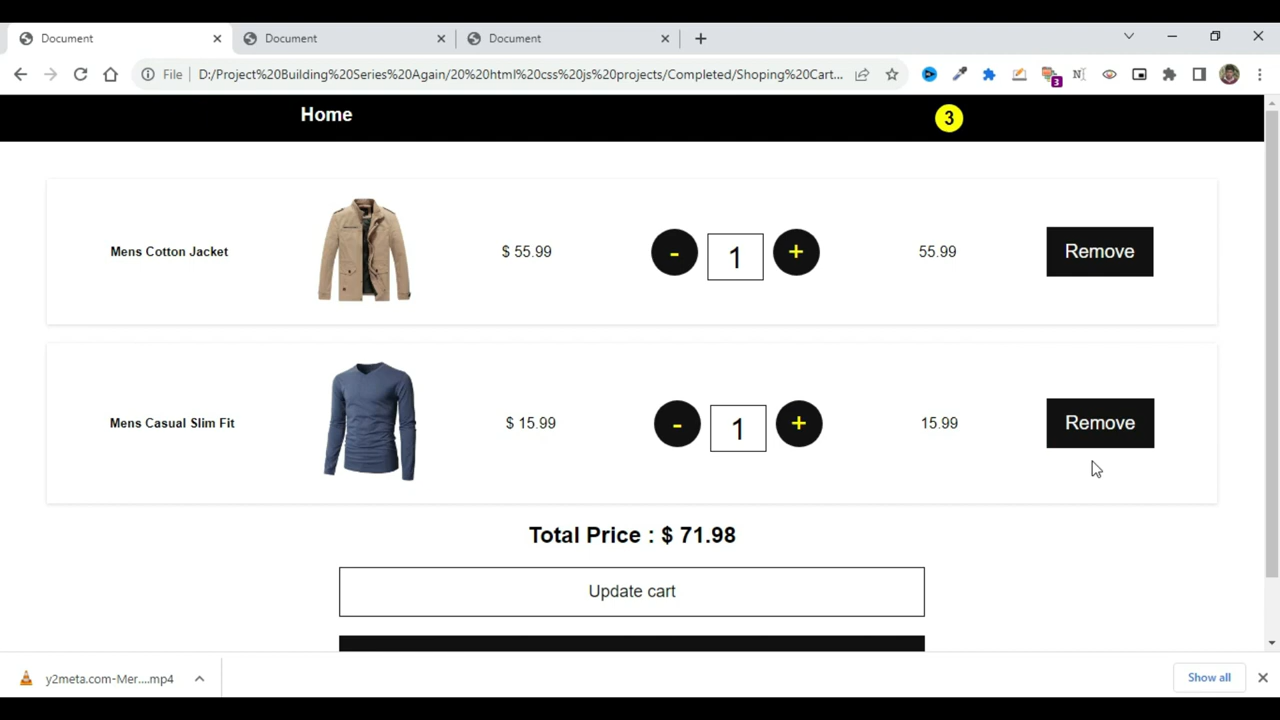 Document
Document
Document
File
D:/Project%20Building%20Series%20Again/20%20html%20css%20js%20projects/Completed/Shoping%20Cart...
3
Home
3
Mens Cotton Jacket
$ 55.99
-
1
+
55.99
Remove
Mens Casual Slim Fit
$ 15.99
-
1
+
15.99
Remove
Total Price : $ 71.98
Update cart
y2meta.com-Mer....mp4
Show all